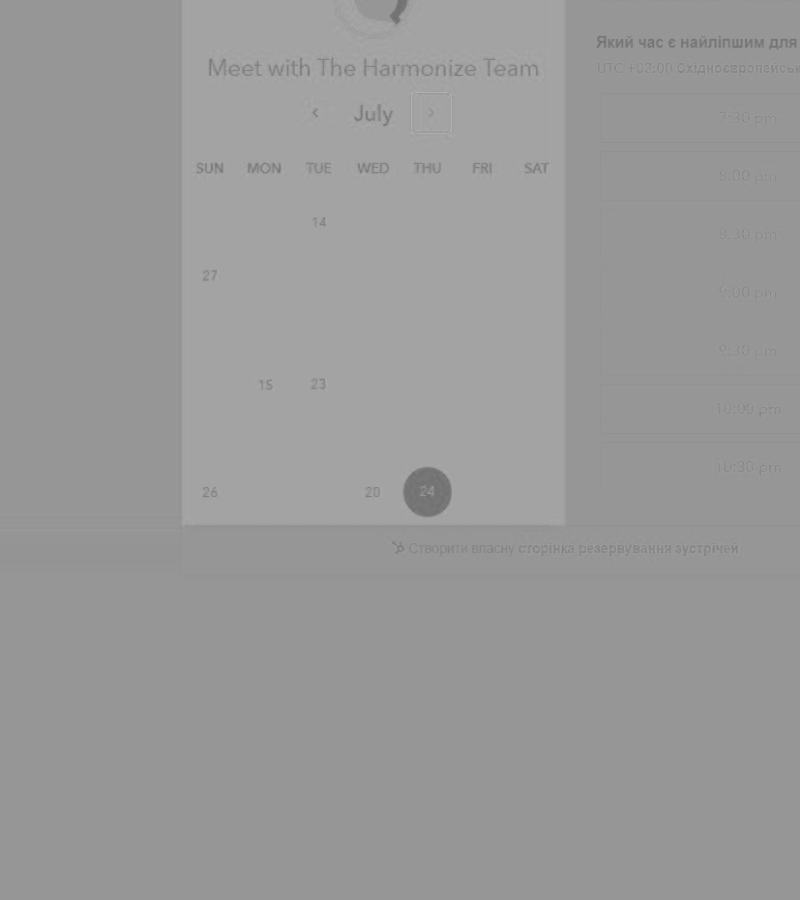 Meet with The Harmonize Team
July
SUN MON TUE WED THU FRI SAT
14
27
15 23
26 20 24
Який час є найліпшим для
UTC +03:00 Східноєвропейськ
7:30 pm
8:00 pm
8:30 pm
9:00 pm
9:30 pm
10:00 pm
10:30 pm
Створити власну сторінка резервування зустрічей